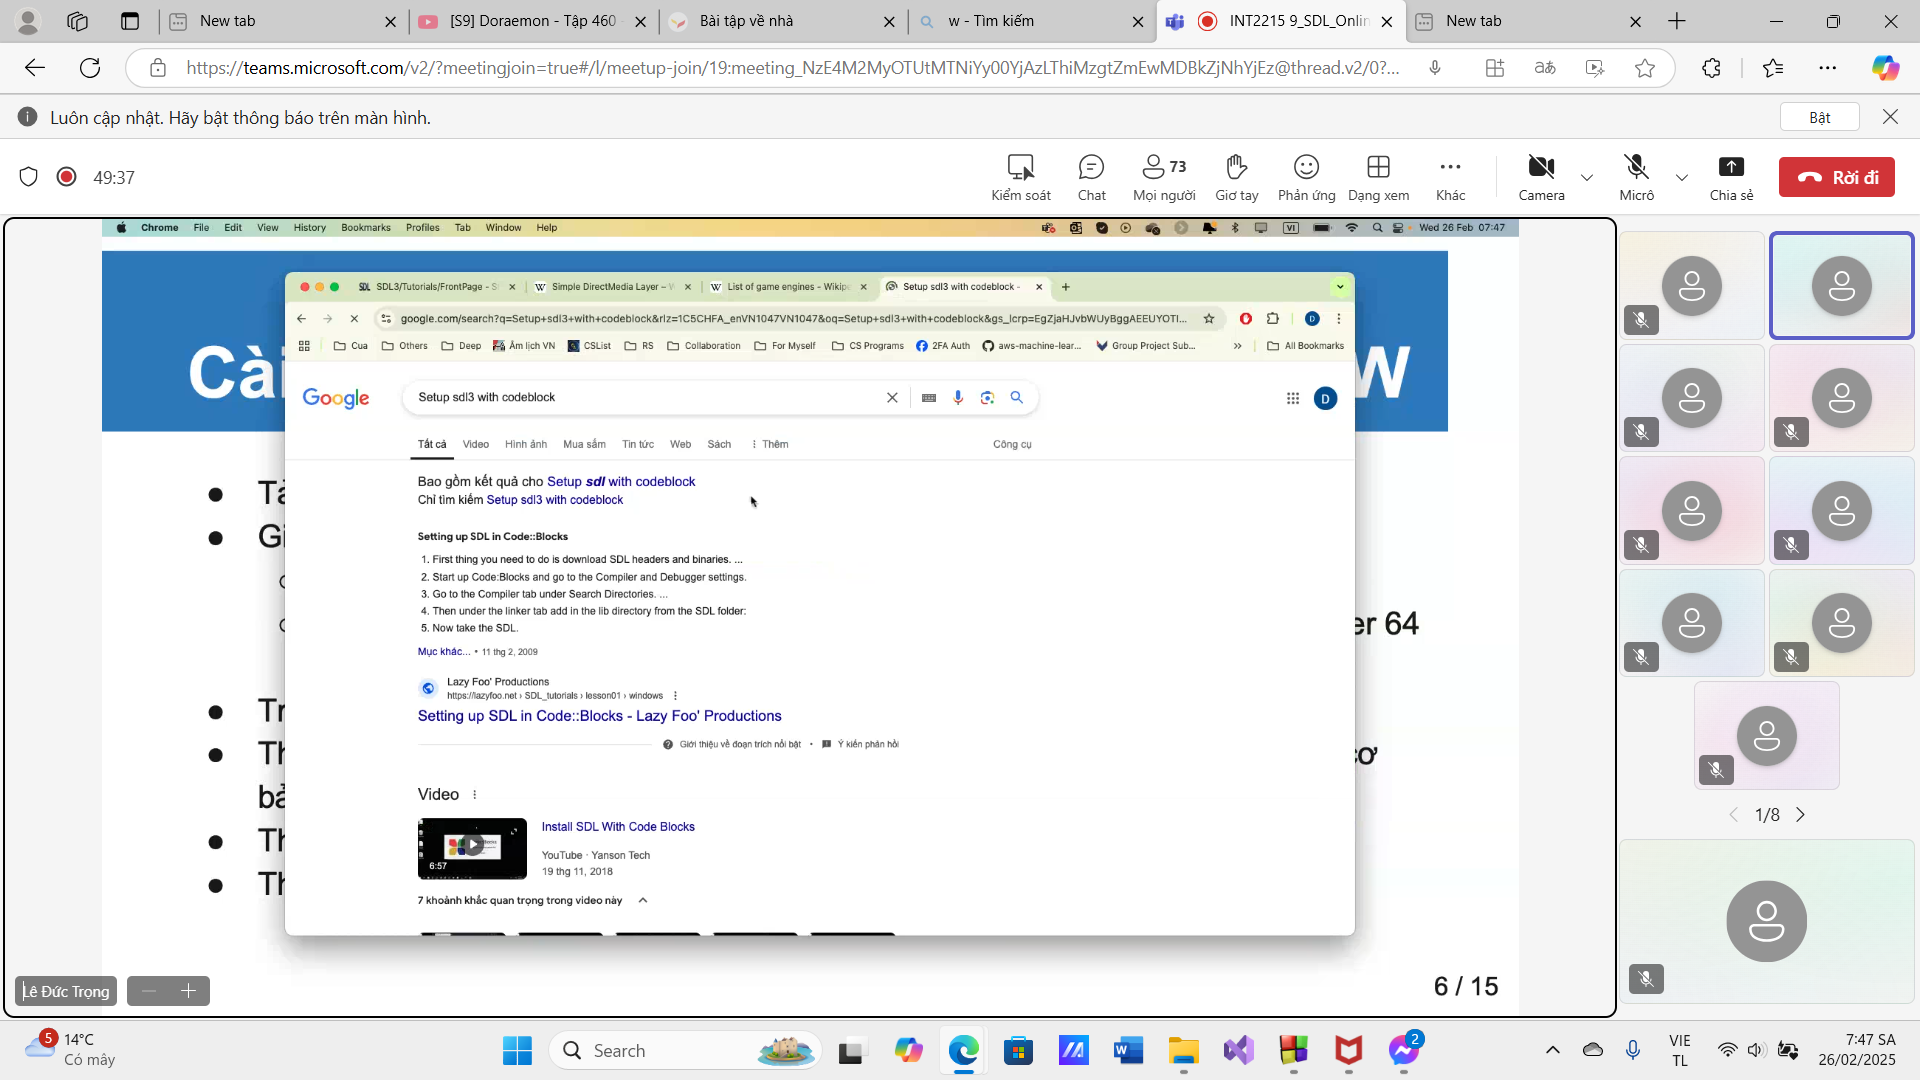 New tab
[S9] Doraemon - Tập 460
Bài tập về nhà
w - Tìm kiếm
INT2215 9_SDL_Onlin
New tab
https://teams.microsoft.com/v2/?meetingjoin=true#/l/meetup-join/19:meeting_NzE4M2MyOTUtMTNiYy00YjAzLThiMzgtZmEwMDBkZjNhYjEz@thread.v2/0?...
Luôn cập nhật. Hãy bật thông báo trên màn hình.
Bật
49:37
73
Kiểm soát
Chat
Mọi người
Giơ tay
Phản ứng
Dạng xem
Khác
Camera
Micrô
Chia sẻ
Rời đi
Chrome File Edit View History Bookmarks Profiles Tab Window Help
VI
Wed 26 Feb 07:47
SDL SDL3/Tutorials/FrontPage - S
Simple DirectMedia Layer – W
List of game engines - Wikipe
Setup sdl3 with codeblock -
google.com/search?q=Setup+sdl3+with+codeblock&rlz=1C5CHFA_enVN1047VN1047&oq=Setup+sdl3+with+codeblock&gs_lcrp=EgZjaHJvbWUyBggAEEUYOTI...
D
Cua
Others
Deep
Âm lịch VN
CSList
RS
Collaboration
For Myself
CS Programs
2FA Auth
aws-machine-lear...
Group Project Sub...
»
All Bookmarks
Cài
W
Google
Setup sdl3 with codeblock
D
Tất cả Video Hình ảnh Mua sắm Tin tức Web Sách Thêm
Công cụ
Bao gồm kết quả cho Setup sdl with codeblock
Chỉ tìm kiếm Setup sdl3 with codeblock
Setting up SDL in Code::Blocks
1. First thing you need to do is download SDL headers and binaries. ...
2. Start up Code:Blocks and go to the Compiler and Debugger settings.
3. Go to the Compiler tab under Search Directories. ...
4. Then under the linker tab add in the lib directory from the SDL folder:
5. Now take the SDL.
Mục khác... • 11 thg 2, 2009
er 64
Lazy Foo' Productions
https://lazyfoo.net › SDL_tutorials › lesson01 › windows
Setting up SDL in Code::Blocks - Lazy Foo' Productions
Giới thiệu về đoạn trích nổi bật • Ý kiến phản hồi
Video
6:57
Install SDL With Code Blocks
YouTube · Yanson Tech
19 thg 11, 2018
7 khoảnh khắc quan trọng trong video này
6 / 15
Lê Đức Trọng
1/8
5
14°C
Có mây
Search
2
VIE
TL
7:47 SA
26/02/2025